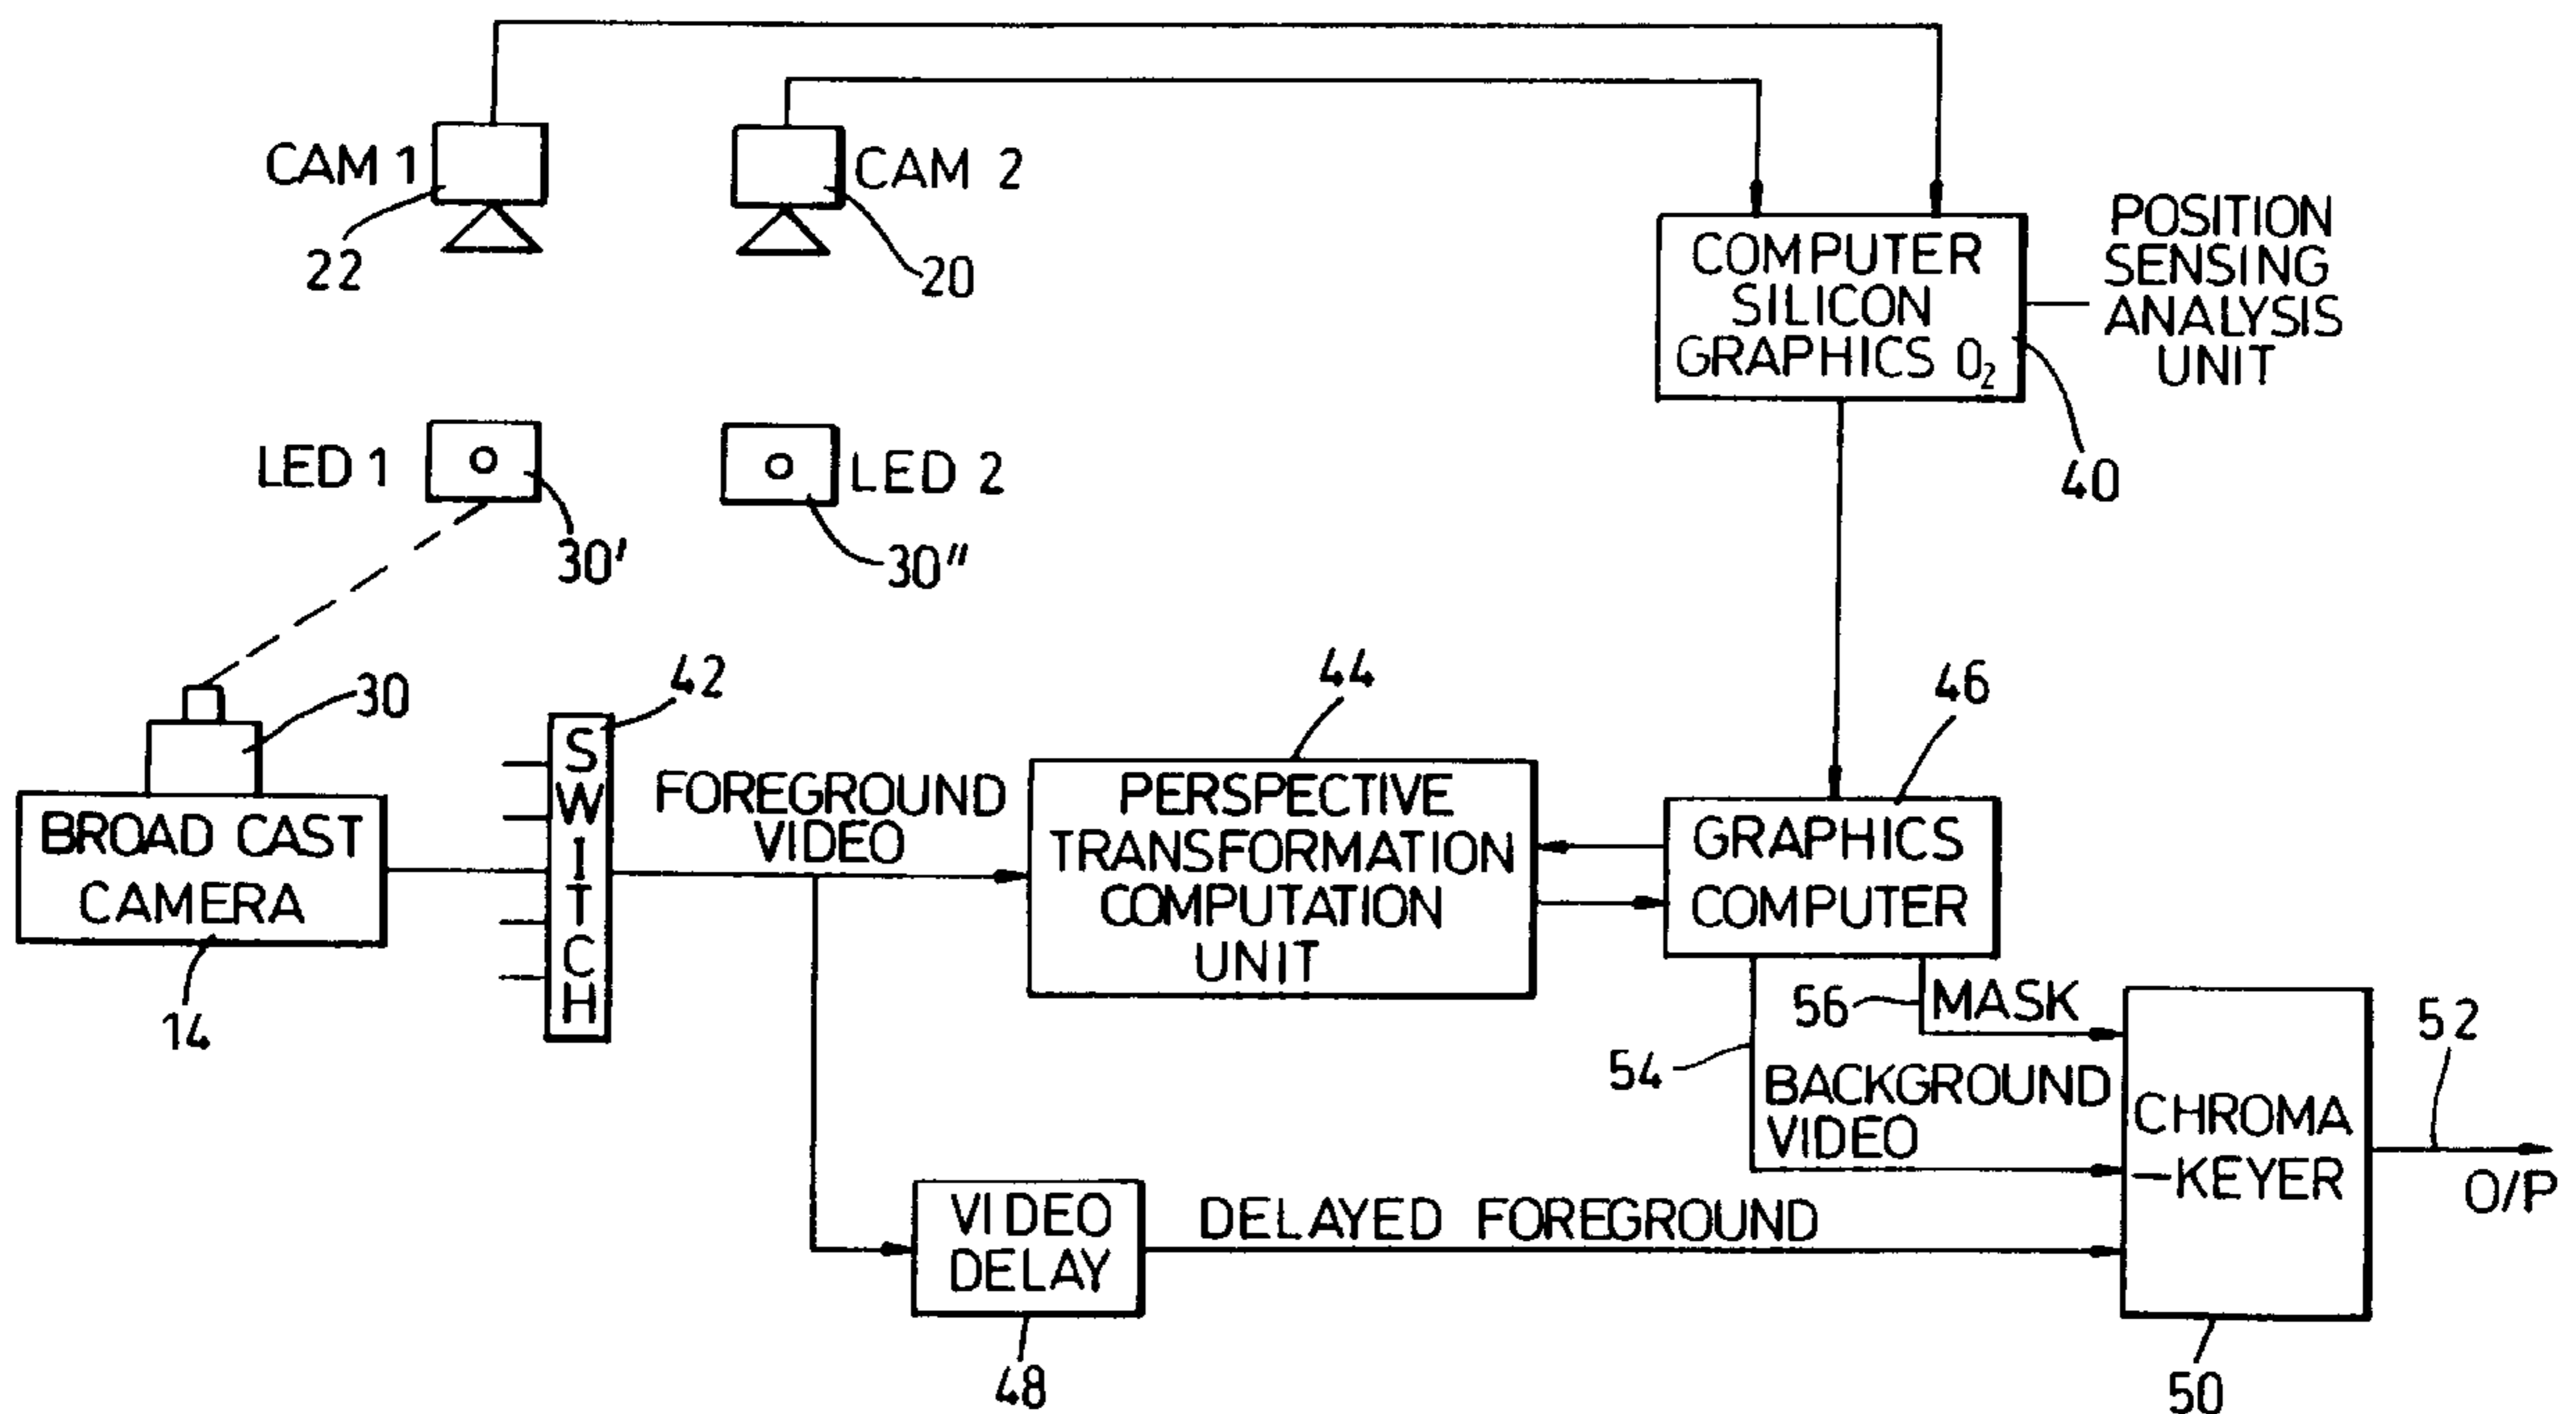 CAM 1
22
CAM 2
20
COMPUTER
SILICON
GRAPHICS O₂
POSITION
SENSING
ANALYSIS
UNIT
40
LED 1
30'
LED 2
30"
30
BROAD CAST
CAMERA
14
42
SWITCH
FOREGROUND
VIDEO
44
PERSPECTIVE
TRANSFORMATION
COMPUTATION
UNIT
46
GRAPHICS
COMPUTER
56
MASK
54
BACKGROUND
VIDEO
VIDEO
DELAY
48
DELAYED FOREGROUND
CHROMA
-KEYER
50
52
O/P